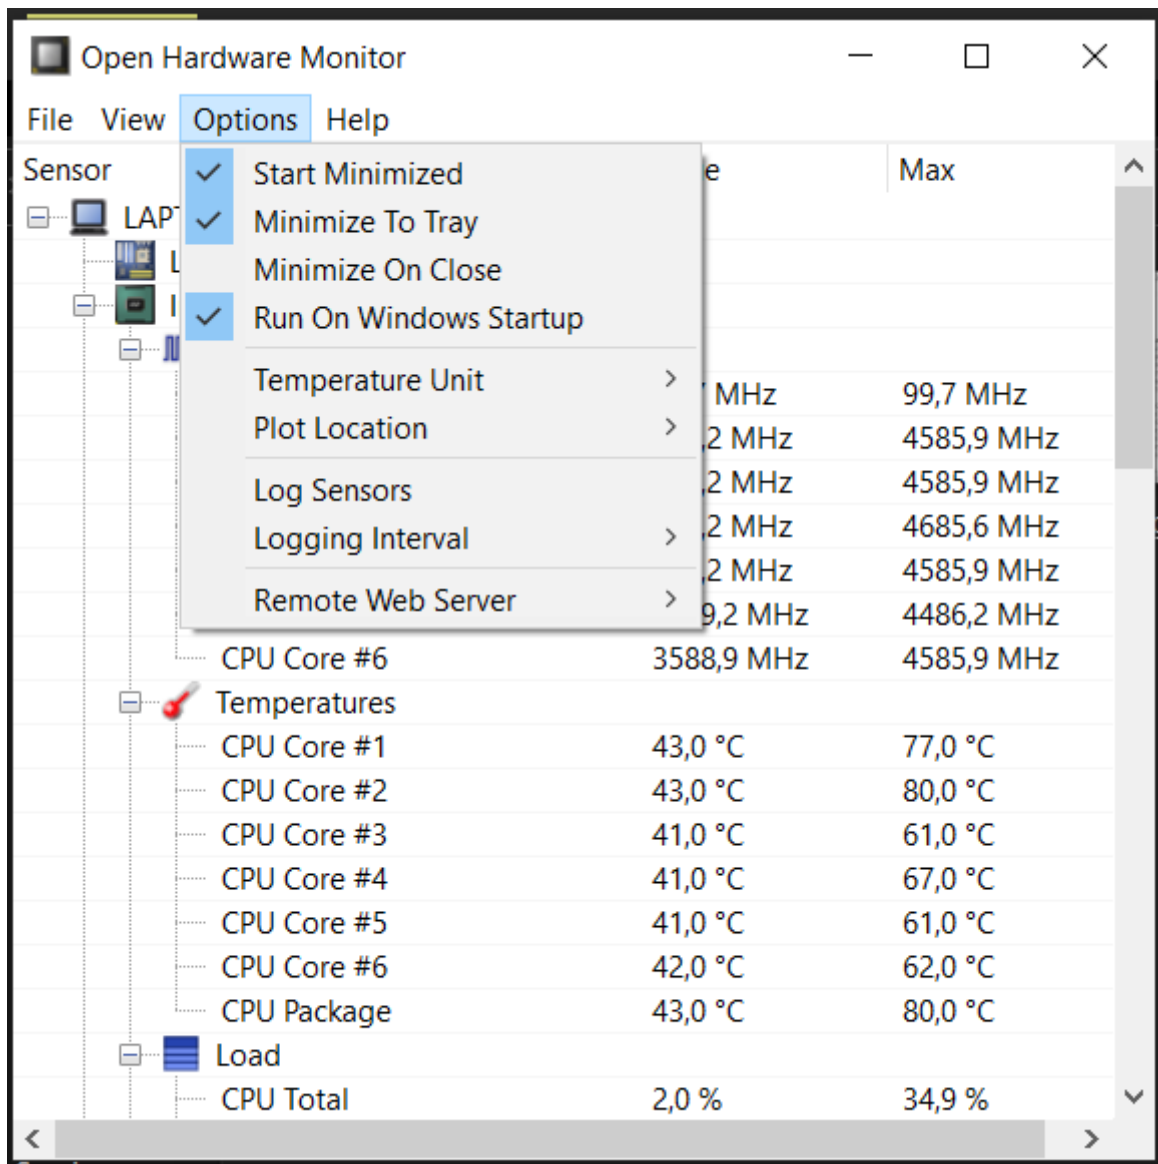 Open Hardware Monitor
File View Options Help
Sensor Max
Start Minimized
Minimize To Tray
Minimize On Close
Run On Windows Startup
Temperature Unit
Plot Location
Log Sensors
Logging Interval
Remote Web Server
MHz 99,7 MHz
,2 MHz 4585,9 MHz
,2 MHz 4585,9 MHz
,2 MHz 4685,6 MHz
,2 MHz 4585,9 MHz
9,2 MHz 4486,2 MHz
CPU Core #6 3588,9 MHz 4585,9 MHz
Temperatures
CPU Core #1 43,0 °C 77,0 °C
CPU Core #2 43,0 °C 80,0 °C
CPU Core #3 41,0 °C 61,0 °C
CPU Core #4 41,0 °C 67,0 °C
CPU Core #5 41,0 °C 61,0 °C
CPU Core #6 42,0 °C 62,0 °C
CPU Package 43,0 °C 80,0 °C
Load
CPU Total 2,0 % 34,9 %